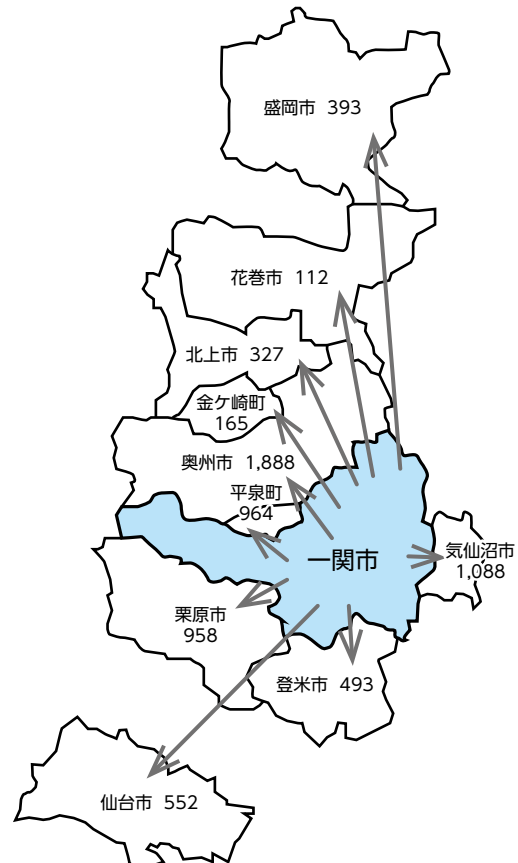 盛岡市 393
花巻市 112
北上市 327
金ケ崎町
165
奥州市 1,888
平泉町
964
一関市
気仙沼市
1,088
栗原市
958
登米市 493
仙台市 552